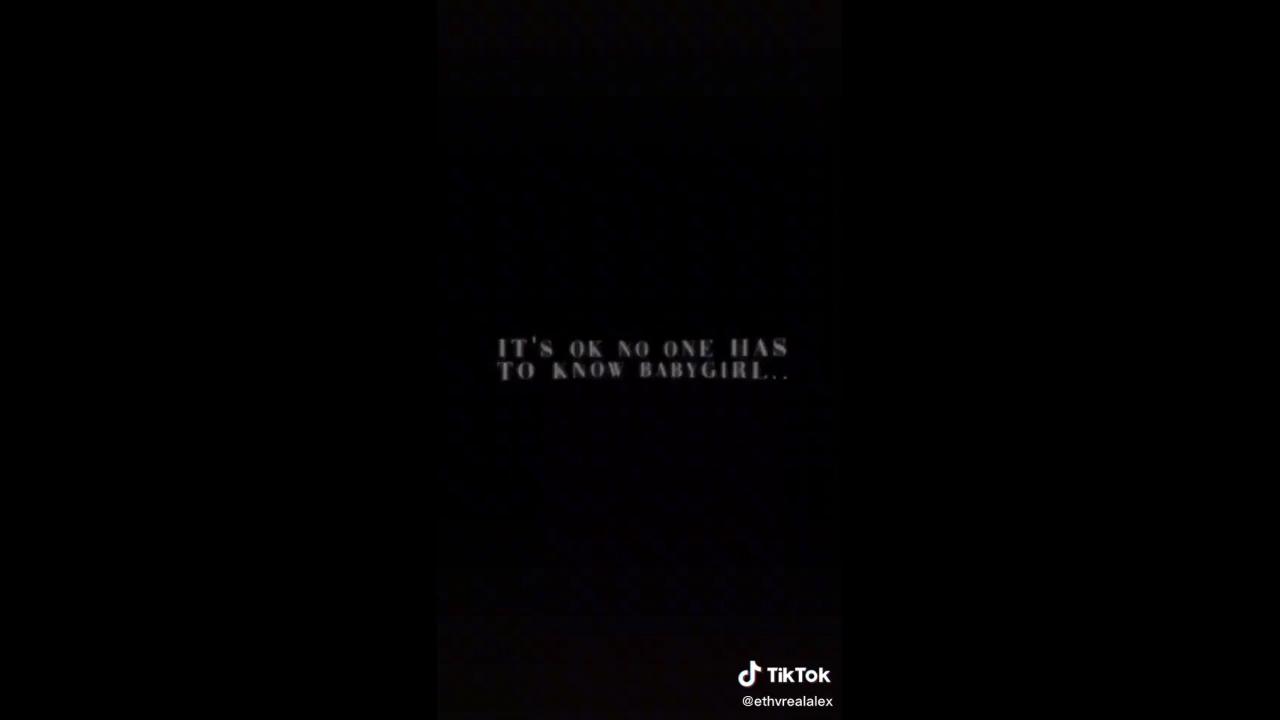 IT'S OK NO ONE HAS
TO KNOW BABYGIRL..
TikTok
@ethvrealalex